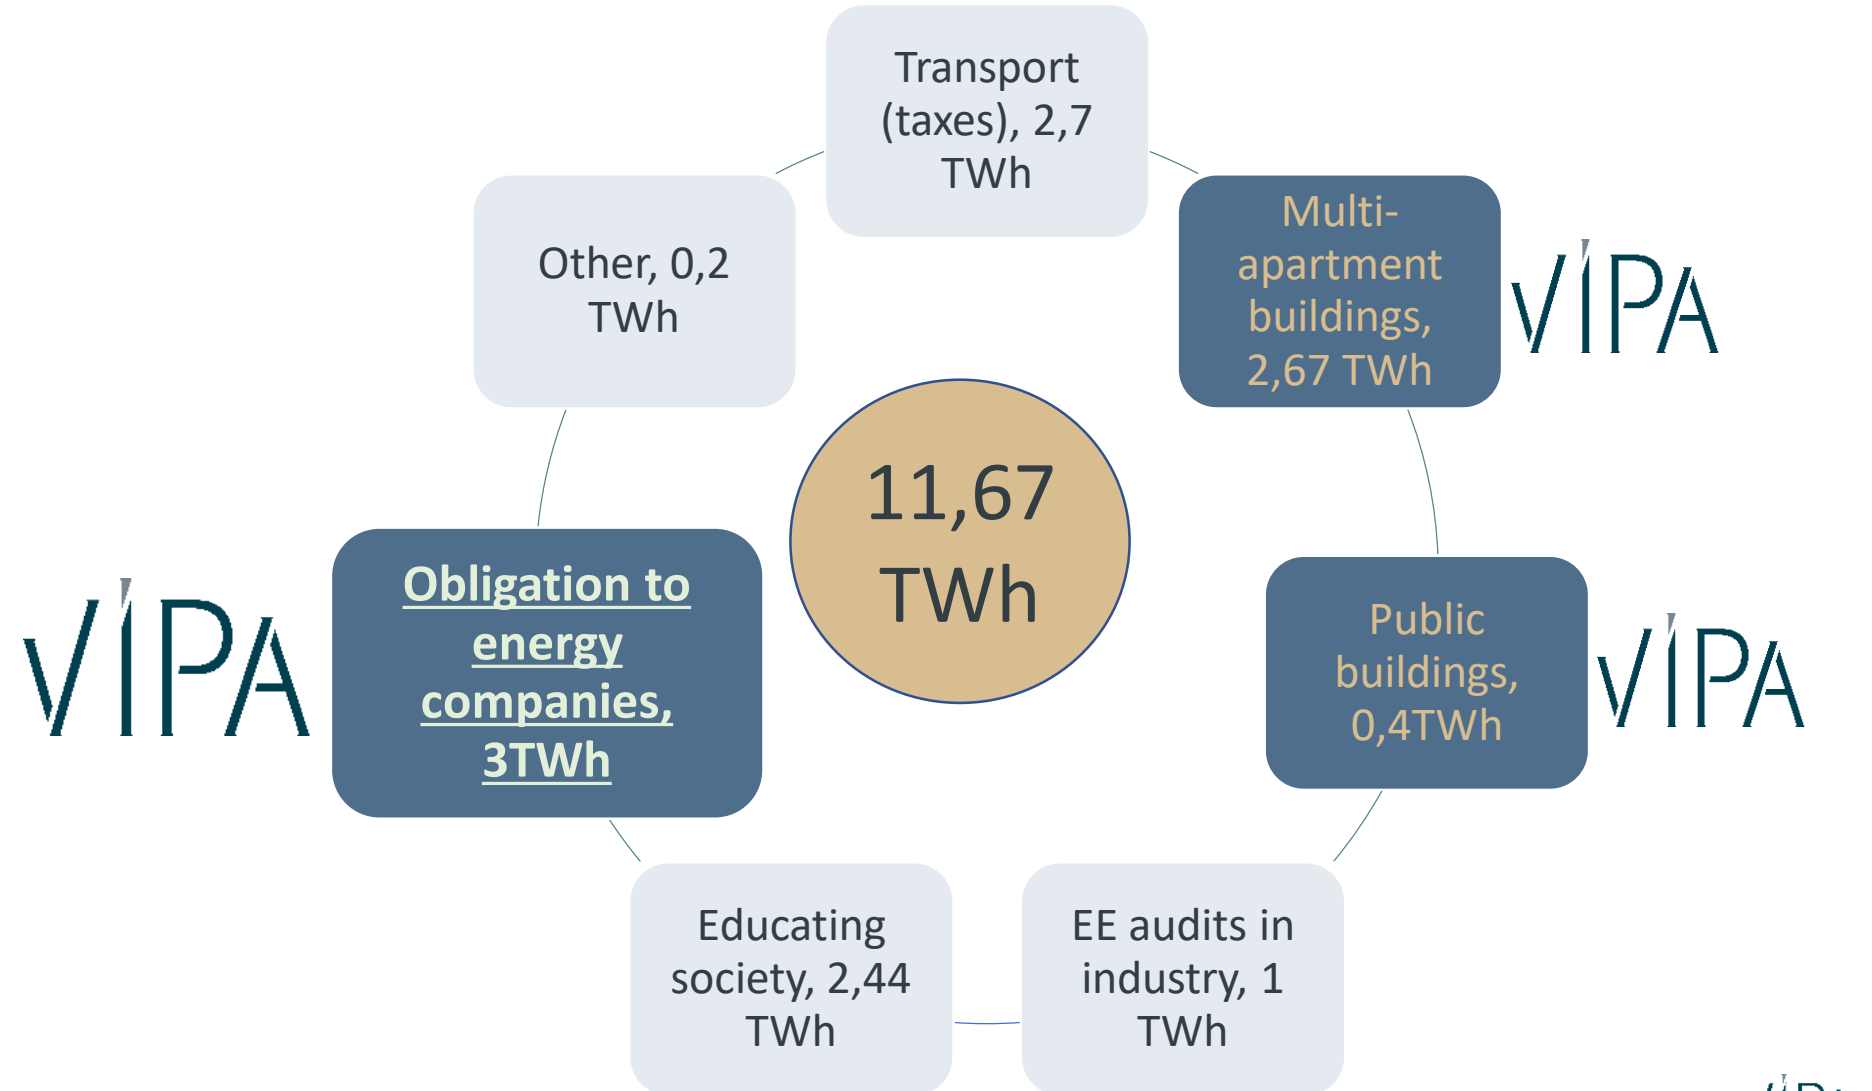 Transport
(taxes), 2,7
TWh
Multi-
apartment
buildings,
2,67 TWh
VIPA
Other, 0,2
TWh
11,67
TWh
Obligation to
energy
companies,
3TWh
VIPA
Public
buildings,
0,4TWh
VIPA
Educating
society, 2,44
TWh
EE audits in
industry, 1
TWh